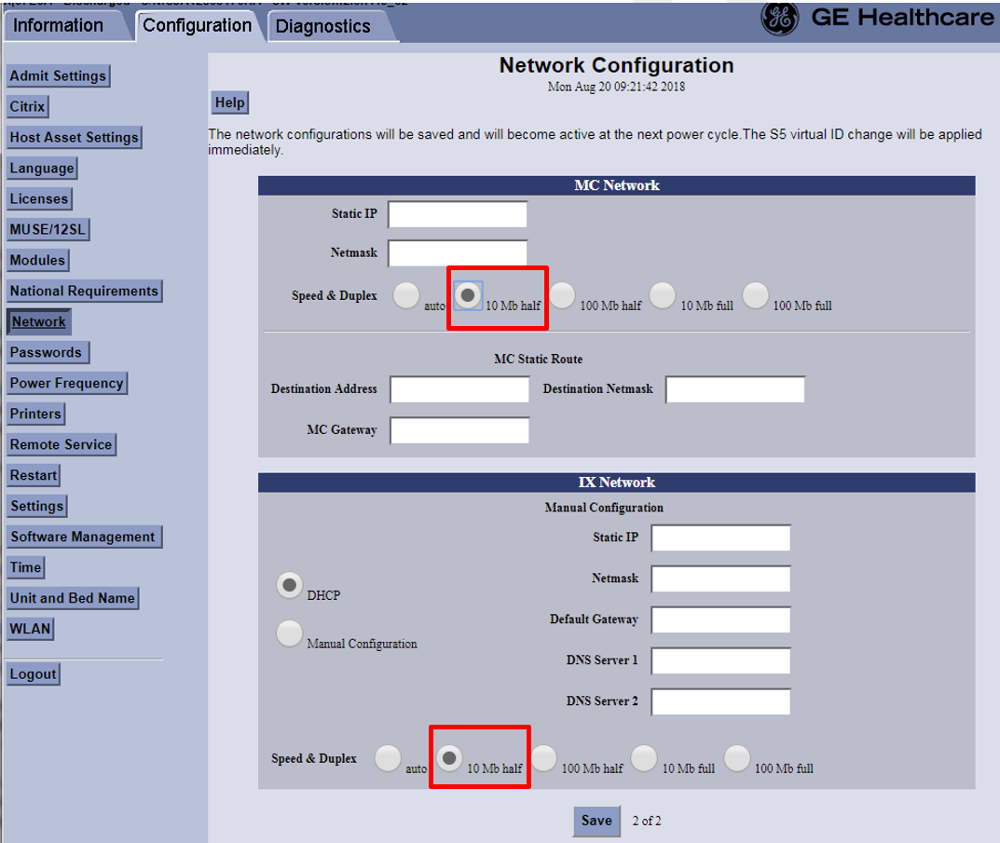 Information
Configuration
Diagnostics
GE Healthcare
Admit Settings
Citrix
Host Asset Settings
Language
Licenses
MUSE/12SL
Modules
National Requirements
Network
Passwords
Power Frequency
Printers
Remote Service
Restart
Settings
Software Management
Time
Unit and Bed Name
WLAN
Logout
Network Configuration
Mon Aug 20 09:21:42 2018
Help
The network configurations will be saved and will become active at the next power cycle.The S5 virtual ID change will be applied
immediately.
MC Network
Static IP
Netmask
Speed & Duplex auto 10 Mb half 100 Mb half 10 Mb full 100 Mb full
MC Static Route
Destination Address Destination Netmask
MC Gateway
IX Network
Manual Configuration
Static IP
Netmask
DHCP
Default Gateway
Manual Configuration
DNS Server 1
DNS Server 2
Speed & Duplex auto 10 Mb half 100 Mb half 10 Mb full 100 Mb full
Save 2 of 2